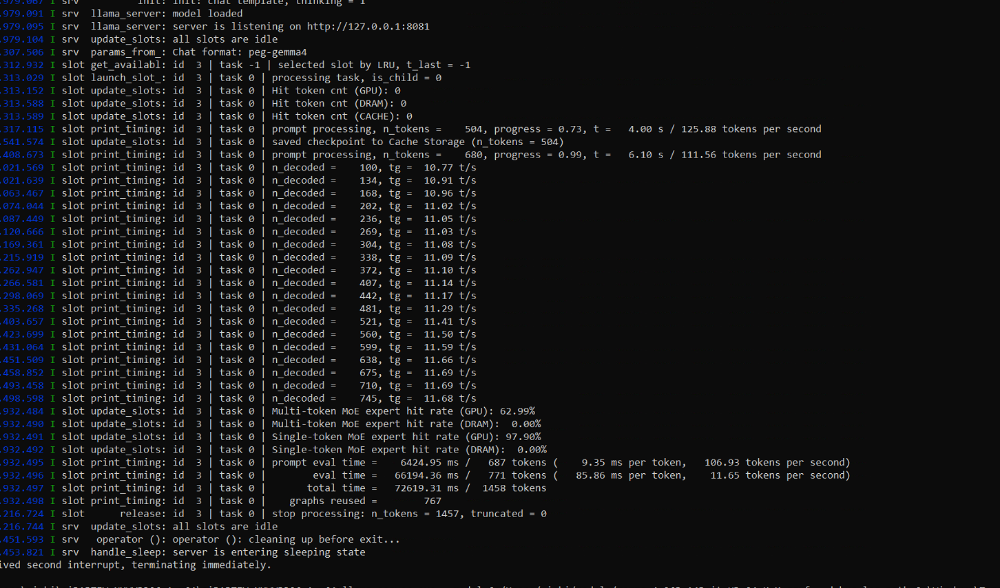 .979.067 I srv          init: init: chat template, thinking = 1
.979.091 I srv  llama_server: model loaded
.979.095 I srv  llama_server: server is listening on http://127.0.0.1:8081
.979.104 I srv  update_slots: all slots are idle
.307.506 I srv  params_from_: Chat format: peg-gemma4
.312.932 I slot get_availabl: id  3 | task -1 | selected slot by LRU, t_last = -1
.313.029 I slot launch_slot_: id  3 | task 0 | processing task, is_child = 0
.313.152 I slot update_slots: id  3 | task 0 | Hit token cnt (GPU): 0
.313.588 I slot update_slots: id  3 | task 0 | Hit token cnt (DRAM): 0
.313.589 I slot update_slots: id  3 | task 0 | Hit token cnt (CACHE): 0
.317.115 I slot print_timing: id  3 | task 0 | prompt processing, n_tokens =    504, progress = 0.73, t =   4.00 s / 125.88 tokens per second
.541.574 I slot update_slots: id  3 | task 0 | saved checkpoint to Cache Storage (n_tokens = 504)
.408.673 I slot print_timing: id  3 | task 0 | prompt processing, n_tokens =    680, progress = 0.99, t =   6.10 s / 111.56 tokens per second
.021.569 I slot print_timing: id  3 | task 0 | n_decoded =    100, tg =  10.77 t/s
.021.639 I slot print_timing: id  3 | task 0 | n_decoded =    134, tg =  10.91 t/s
.063.467 I slot print_timing: id  3 | task 0 | n_decoded =    168, tg =  10.96 t/s
.074.044 I slot print_timing: id  3 | task 0 | n_decoded =    202, tg =  11.02 t/s
.087.449 I slot print_timing: id  3 | task 0 | n_decoded =    236, tg =  11.05 t/s
.120.666 I slot print_timing: id  3 | task 0 | n_decoded =    269, tg =  11.03 t/s
.169.361 I slot print_timing: id  3 | task 0 | n_decoded =    304, tg =  11.08 t/s
.215.919 I slot print_timing: id  3 | task 0 | n_decoded =    338, tg =  11.09 t/s
.262.947 I slot print_timing: id  3 | task 0 | n_decoded =    372, tg =  11.10 t/s
.266.581 I slot print_timing: id  3 | task 0 | n_decoded =    407, tg =  11.14 t/s
.298.069 I slot print_timing: id  3 | task 0 | n_decoded =    442, tg =  11.17 t/s
.335.268 I slot print_timing: id  3 | task 0 | n_decoded =    481, tg =  11.29 t/s
.403.657 I slot print_timing: id  3 | task 0 | n_decoded =    521, tg =  11.41 t/s
.423.699 I slot print_timing: id  3 | task 0 | n_decoded =    560, tg =  11.50 t/s
.431.064 I slot print_timing: id  3 | task 0 | n_decoded =    599, tg =  11.59 t/s
.451.509 I slot print_timing: id  3 | task 0 | n_decoded =    638, tg =  11.66 t/s
.458.852 I slot print_timing: id  3 | task 0 | n_decoded =    675, tg =  11.69 t/s
.493.458 I slot print_timing: id  3 | task 0 | n_decoded =    710, tg =  11.69 t/s
.498.598 I slot print_timing: id  3 | task 0 | n_decoded =    745, tg =  11.68 t/s
.932.484 I slot update_slots: id  3 | task 0 | Multi-token MoE expert hit rate (GPU): 62.99%
.932.490 I slot update_slots: id  3 | task 0 | Multi-token MoE expert hit rate (DRAM):  0.00%
.932.491 I slot update_slots: id  3 | task 0 | Single-token MoE expert hit rate (GPU): 97.90%
.932.492 I slot update_slots: id  3 | task 0 | Single-token MoE expert hit rate (DRAM):  0.00%
.932.495 I slot print_timing: id  3 | task 0 | prompt eval time =    6424.95 ms /   687 tokens (    9.35 ms per token,   106.93 tokens per second)
.932.496 I slot print_timing: id  3 | task 0 |        eval time =   66194.36 ms /   771 tokens (   85.86 ms per token,    11.65 tokens per second)
.932.497 I slot print_timing: id  3 | task 0 |       total time =   72619.31 ms /  1458 tokens
.932.498 I slot print_timing: id  3 | task 0 |    graphs reused =        767
.216.724 I slot      release: id  3 | task 0 | stop processing: n_tokens = 1457, truncated = 0
.216.744 I srv  update_slots: all slots are idle
.451.593 I srv   operator (): operator (): cleaning up before exit...
.453.821 I srv  handle_sleep: server is entering sleeping state
ived second interrupt, terminating immediately.